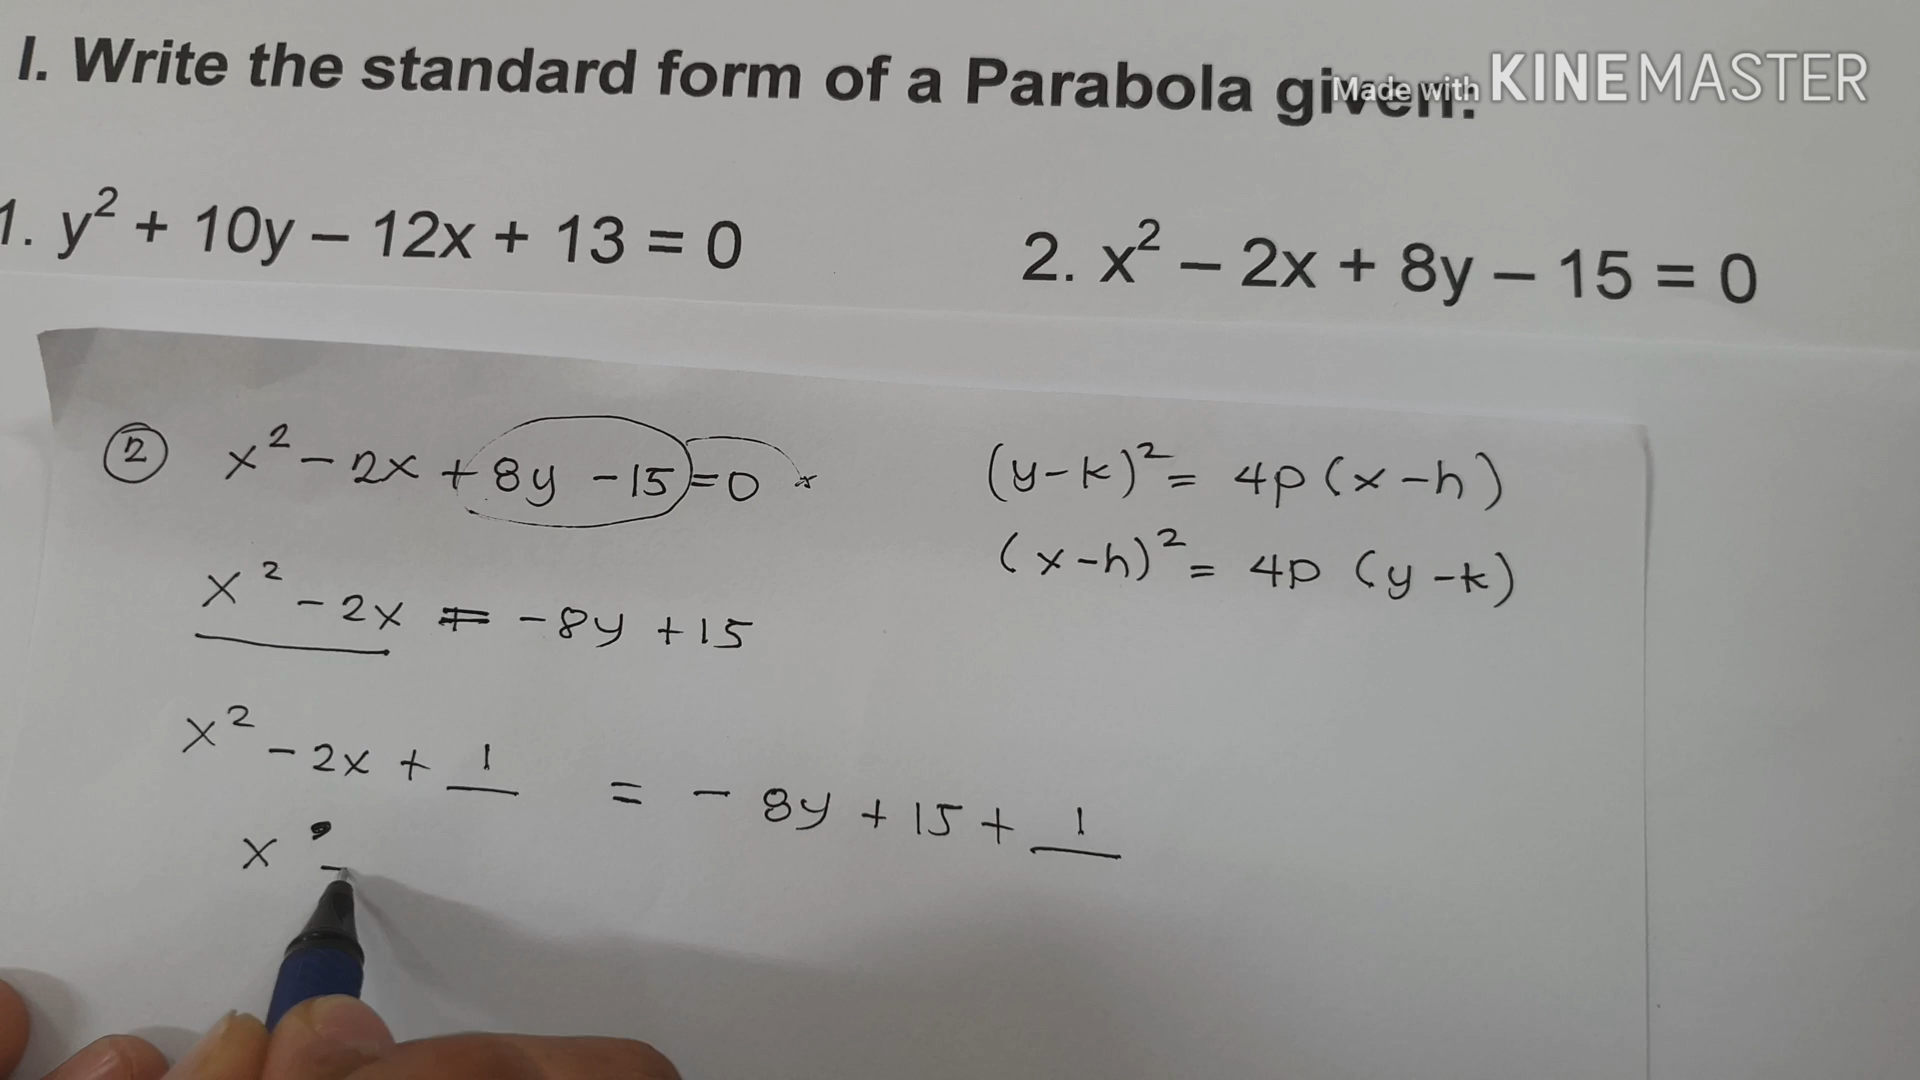 I. Write the standard form of a Parabola given:
Made with KINEMASTER
1. y² + 10y – 12x + 13 = 0
2. x² – 2x + 8y – 15 = 0
② x² - 2x + 8y - 15 = 0
(y-k)² = 4p(x-h)
(x-h)² = 4p (y-k)
x² - 2x = -8y + 15
x² - 2x + 1 = - 8y + 15 + 1
x